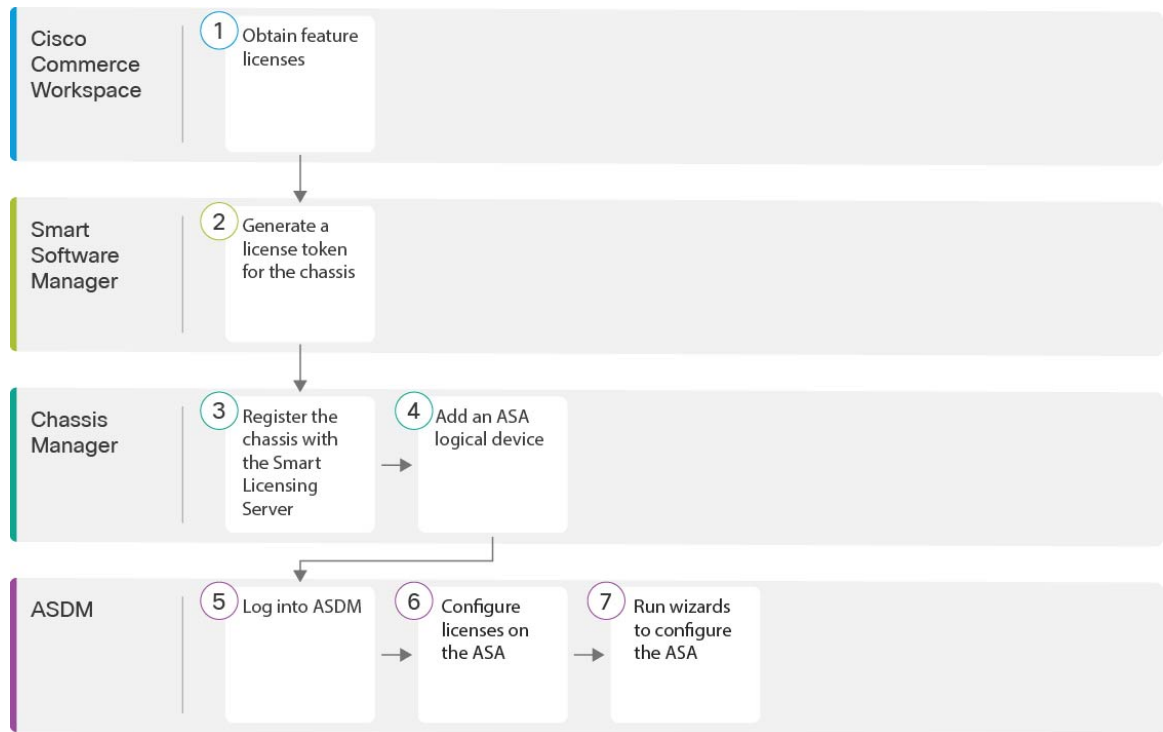 Cisco
Commerce
Workspace
1
Obtain feature
licenses
Smart
Software
Manager
2
Generate a
license token
for the chassis
Chassis
Manager
3
Register the
chassis with
the Smart
Licensing
Server
4
Add an ASA
logical device
ASDM
5
Log into ASDM
6
Configure
licenses on
the ASA
7
Run wizards
to configure
the ASA